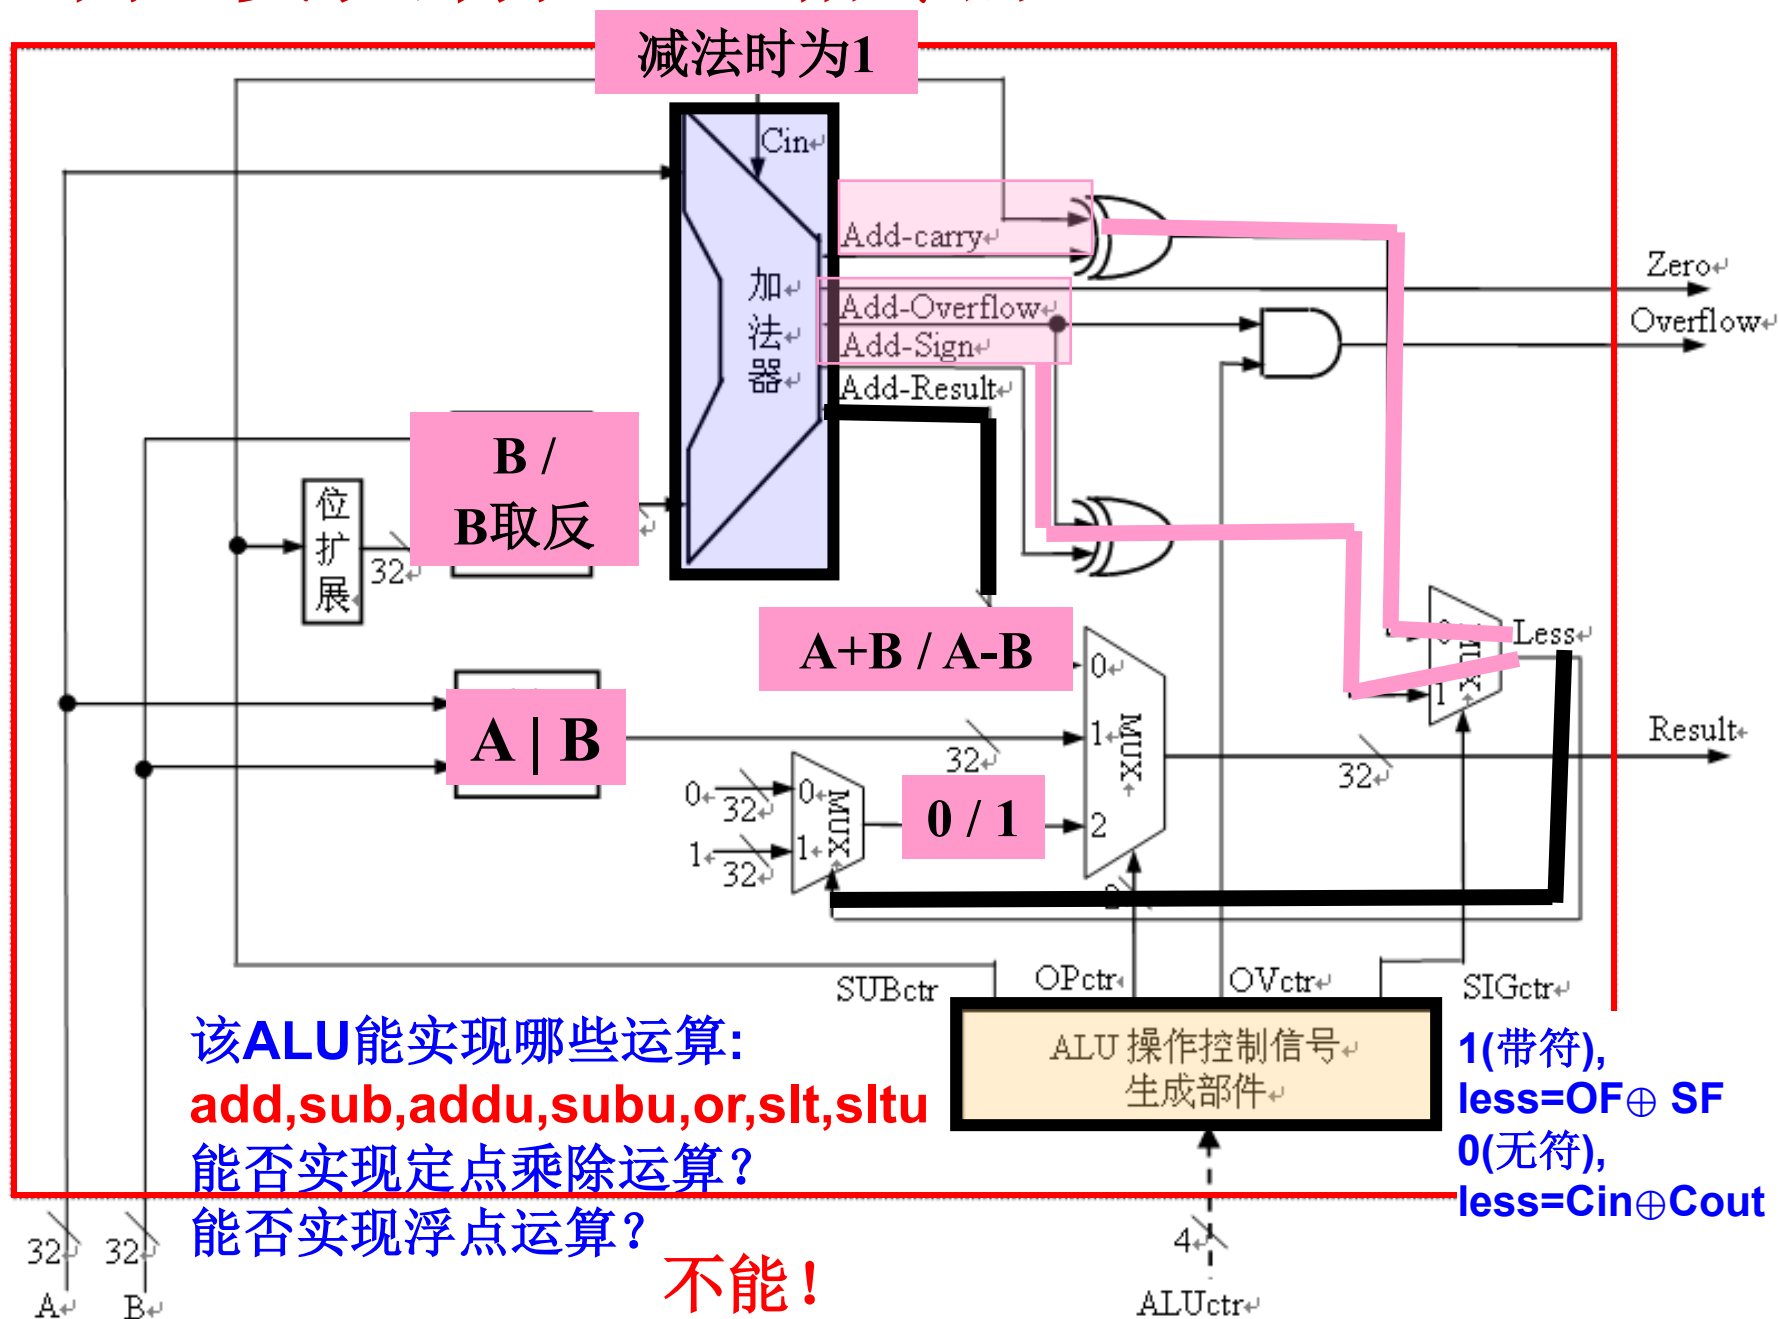 减法时为1
Cin
Add-carry
Zero
加法器
Add-Overflow
Overflow
Add-Sign
Add-Result
B /
B取反
位扩展
32
A+B / A-B
0
MUX
Less
1
A | B
0
1
2
MUX
32
32
Result
0
32
0
MUX
1
32
1
0 / 1
2
SUBctr
OPctr
OVctr
SIGctr
ALU 操作控制信号
生成部件
该ALU能实现哪些运算:
add,sub,addu,subu,or,slt,sltu
能否实现定点乘除运算?
能否实现浮点运算?
不能!
1(带符),
less=OF⊕ SF
0(无符),
less=Cin⊕Cout
32
32
4
A
B
ALUctr